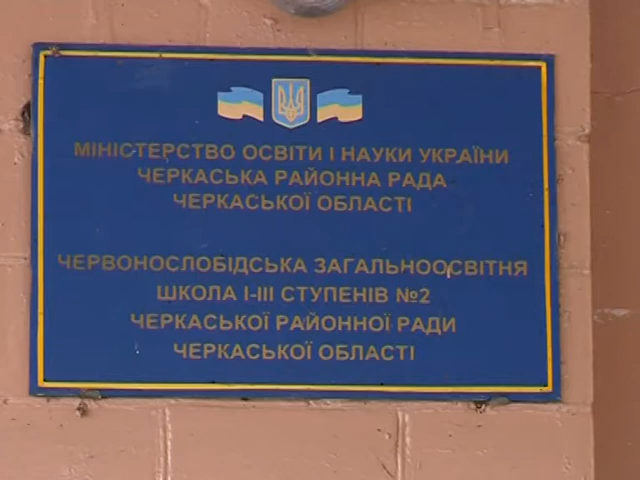 МІНІСТЕРСТВО ОСВІТИ І НАУКИ УКРАЇНИ
ЧЕРКАСЬКА РАЙОННА РАДА
ЧЕРКАСЬКОЇ ОБЛАСТІ
ЧЕРВОНОСЛОБІДСЬКА ЗАГАЛЬНООСВІТНЯ
ШКОЛА І-ІІІ СТУПЕНІВ №2
ЧЕРКАСЬКОЇ РАЙОННОЇ РАДИ
ЧЕРКАСЬКОЇ ОБЛАСТІ